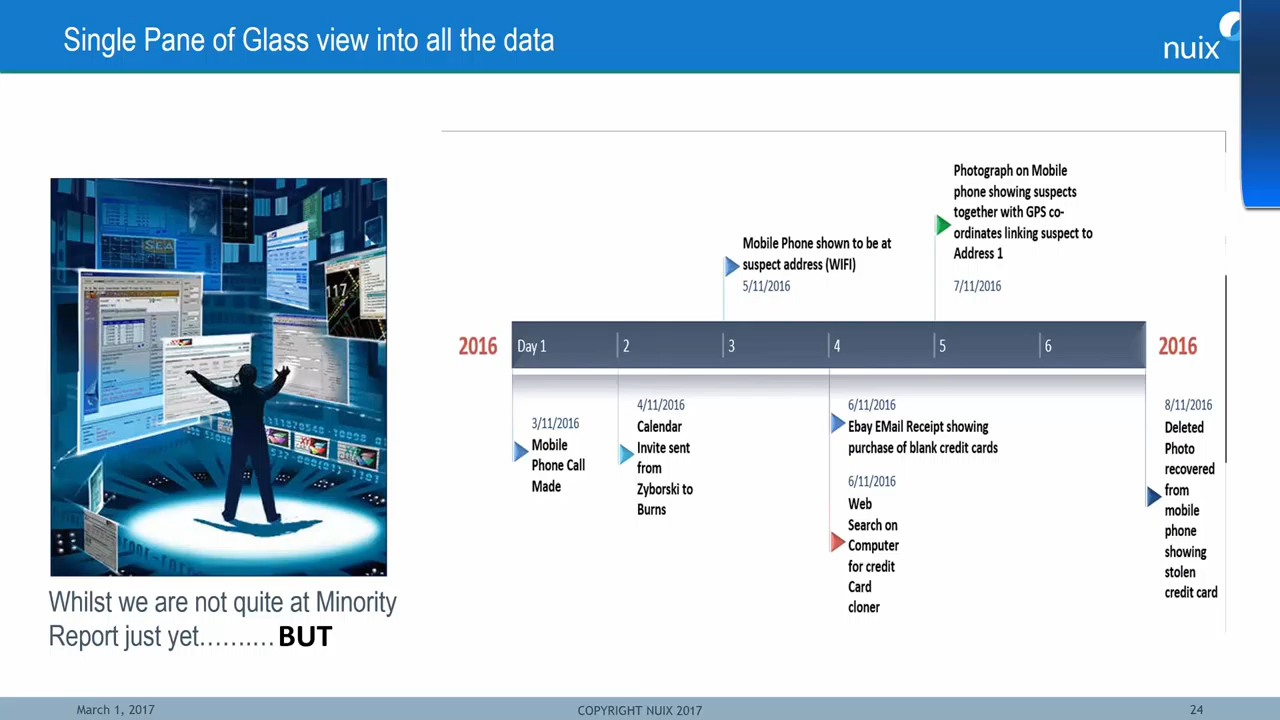 Single Pane of Glass view into all the data
nuix
SEA
117
Whilst we are not quite at Minority
Report just yet.......... BUT
Photograph on Mobile
phone showing suspects
together with GPS co-
ordinates linking suspect to
Address 1
7/11/2016
Mobile Phone shown to be at
suspect address (WIFI)
5/11/2016
2016
Day 1
2
3
4
5
6
2016
3/11/2016
Mobile
Phone Call
Made
4/11/2016
Calendar
Invite sent
from
Zyborski to
Burns
6/11/2016
Ebay EMail Receipt showing
purchase of blank credit cards
6/11/2016
Web
Search on
Computer
for credit
Card
cloner
8/11/2016
Deleted
Photo
recovered
from
mobile
phone
showing
stolen
credit card
March 1, 2017
COPYRIGHT NUIX 2017
24